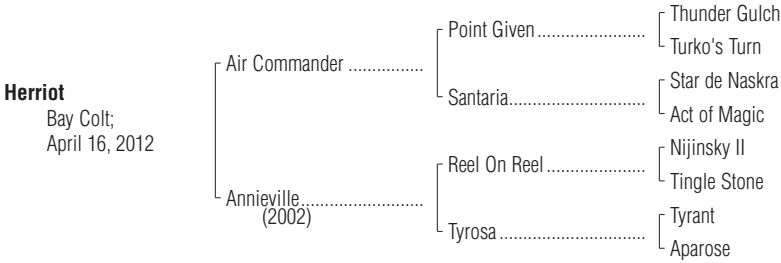 Thunder Gulch
Point Given
Turko's Turn
Air Commander
Star de Naskra
Santaria
Act of Magic
Herriot
Bay Colt;
April 16, 2012
Nijinsky II
Reel On Reel
Tingle Stone
Annieville
(2002)
Tyrant
Tyrosa
Aparose